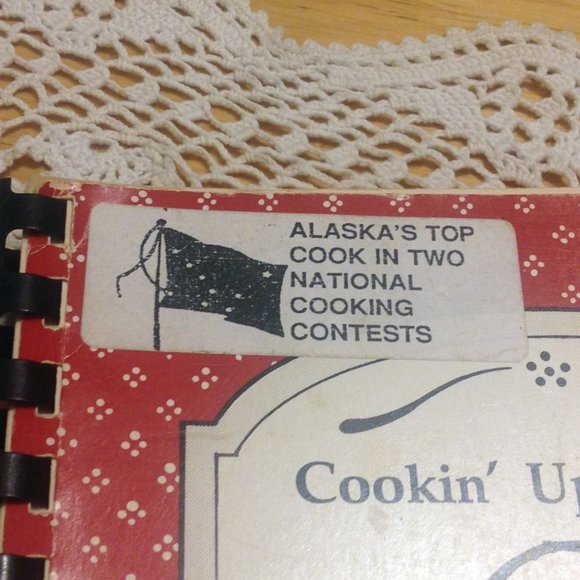 ALASKA'S TOP
COOK IN TWO
NATIONAL
COOKING
CONTESTS
Cookin' Up